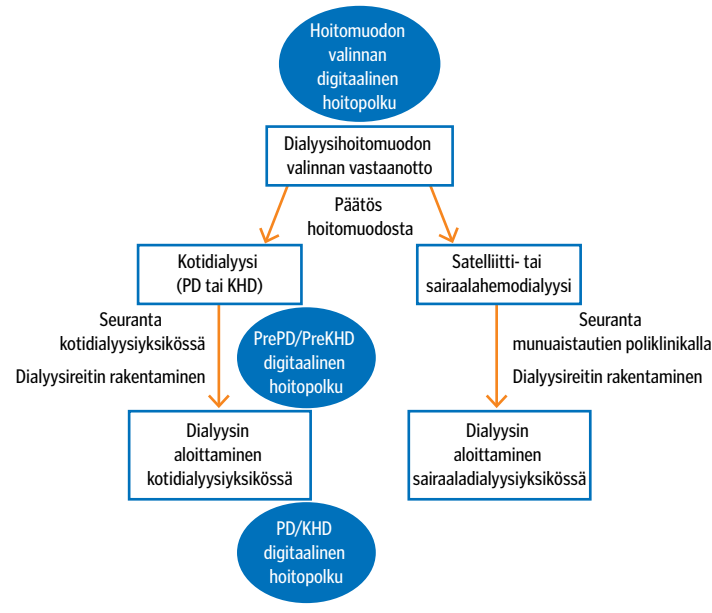 Hoitomuodon
valinnan
digitaalinen
hoitopolku
Dialyysihoitomuodon
valinnan vastaanotto
Päätös
hoitomuodosta
Kotidialyysi
(PD tai KHD)
Satelliitti- tai
sairaalahemodialyysi
Seuranta
kotidialyysiyksikössä
Dialyysireitin rakentaminen
PrePD/PreKHD
digitaalinen
hoitopolku
Seuranta
munuaistautien poliklinikalla
Dialyysireitin rakentaminen
Dialyysin
aloittaminen
kotidialyysiyksikössä
Dialyysin
aloittaminen
sairaaladialyysiyksikössä
PD/KHD
digitaalinen
hoitopolku